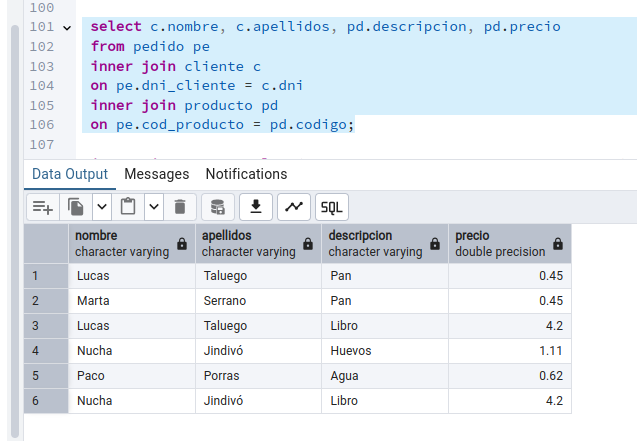 100
101 select c.nombre, c.apellidos, pd.descripcion, pd.precio
102 from pedido pe
103 inner join cliente c
104 on pe.dni_cliente = c.dni
105 inner join producto pd
106 on pe.cod_producto = pd.codigo;
107
Data Output Messages Notifications
SQL
nombre apellidos descripcion precio
character varying character varying character varying double precision
1 Lucas Taluego Pan 0.45
2 Marta Serrano Pan 0.45
3 Lucas Taluego Libro 4.2
4 Nucha Jindivó Huevos 1.11
5 Paco Porras Agua 0.62
6 Nucha Jindivó Libro 4.2